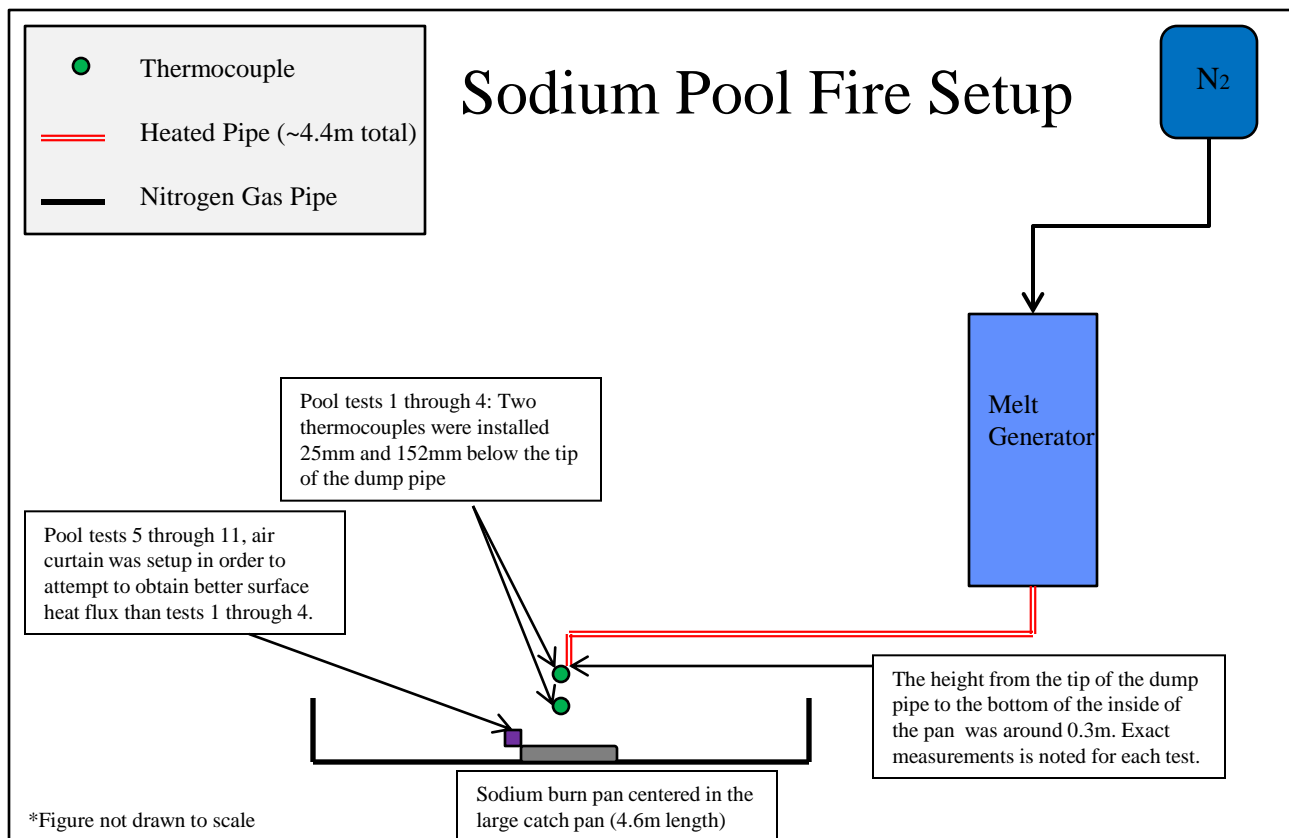 Sodium Pool Fire Setup
Thermocouple
Heated Pipe (~4.4m total)
Nitrogen Gas Pipe
N2
Melt
Generator
Pool tests 1 through 4: Two
thermocouples were installed
25mm and 152mm below the tip
of the dump pipe
Pool tests 5 through 11, air
curtain was setup in order to
attempt to obtain better surface
heat flux than tests 1 through 4.
The height from the tip of the dump
pipe to the bottom of the inside of
the pan was around 0.3m. Exact
measurements is noted for each test.
Sodium burn pan centered in the
large catch pan (4.6m length)
*Figure not drawn to scale